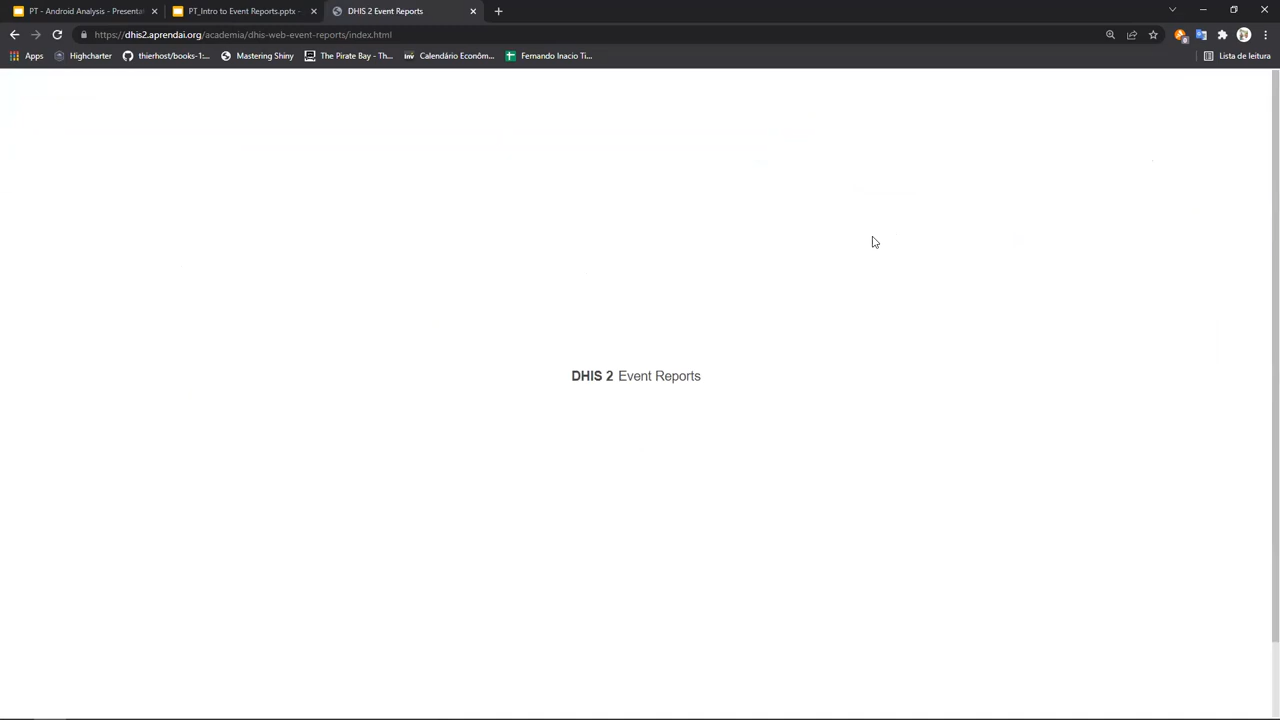 PT - Android Analysis - Presentat
PT_Intro to Event Reports.pptx -
DHIS 2 Event Reports
https://dhis2.aprendai.org/academia/dhis-web-event-reports/index.html
Apps
Highcharter
thierhost/books-1:...
Mastering Shiny
The Pirate Bay - Th...
inv
Calendário Econôm...
Fernando Inacio Ti...
Lista de leitura
DHIS 2 Event Reports